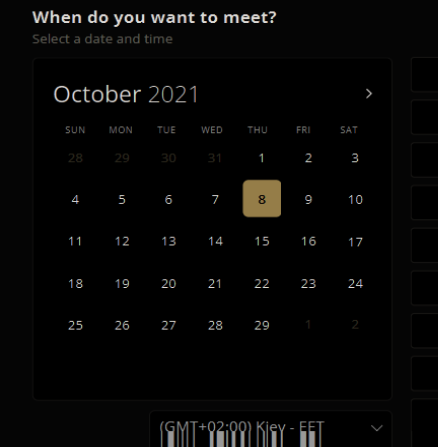 When do you want to meet?
Select a date and time
October 2021
SUN MON TUE WED THU FRI SAT
28 29 30 31 1 2 3
4 5 6 7 8 9 10
11 12 13 14 15 16 17
18 19 20 21 22 23 24
25 26 27 28 29 1 2
(GMT+02:00) Kiev - EET